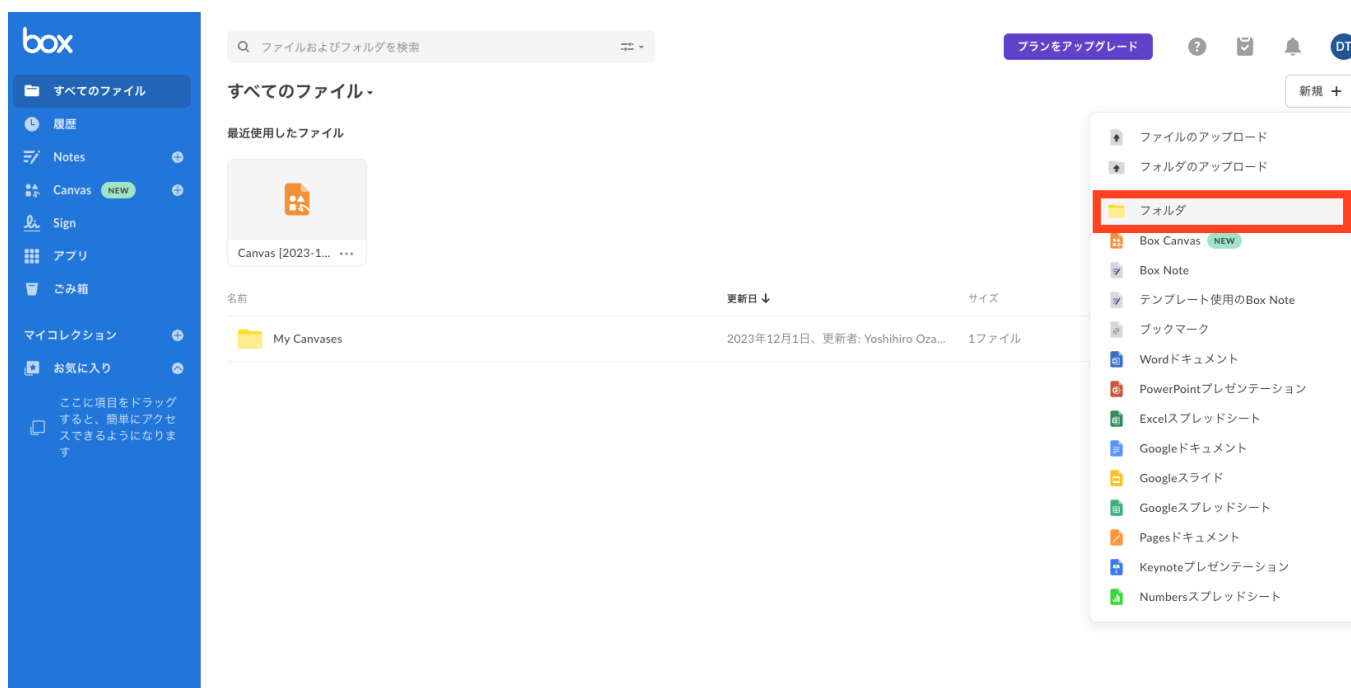 box
すべてのファイル
履歴
Notes
Canvas NEW
Sign
アプリ
ごみ箱
マイコレクション
お気に入り
ここに項目をドラッグ
すると、簡単にアクセ
スできるようになりま
す
ファイルおよびフォルダを検索
プランをアップグレード
DT
すべてのファイル
新規
最近使用したファイル
Canvas [2023-1...
名前 更新日 サイズ
My Canvases 2023年12月1日、更新者: Yoshihiro Oza... 1ファイル
ファイルのアップロード
フォルダのアップロード
フォルダ
Box Canvas NEW
Box Note
テンプレート使用のBox Note
ブックマーク
Wordドキュメント
PowerPointプレゼンテーション
Excelスプレッドシート
Googleドキュメント
Googleスライド
Googleスプレッドシート
Pagesドキュメント
Keynoteプレゼンテーション
Numbersスプレッドシート